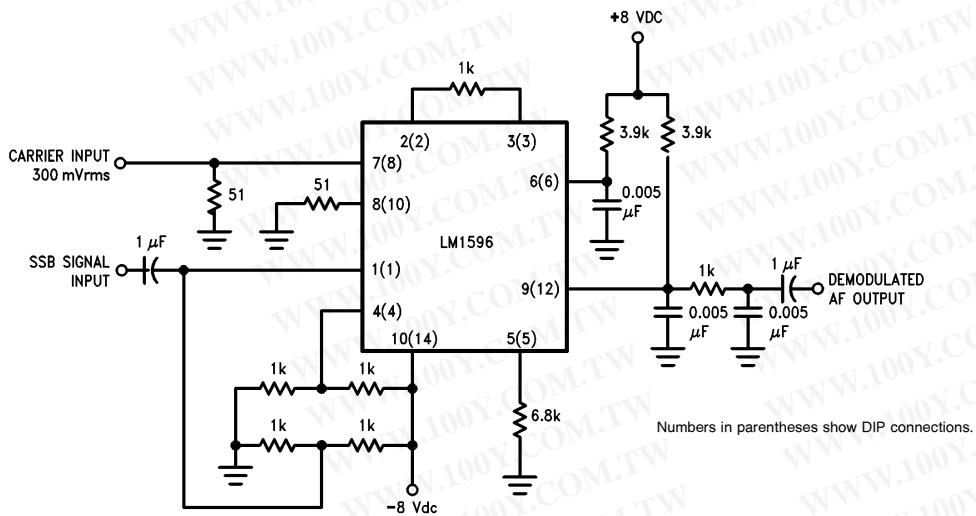 +8 VDC
1k
3.9k
3.9k
2(2)
3(3)
CARRIER INPUT
300 mVrms
7(8)
6(6)
51
51
8(10)
0.005
μF
LM1596
1 μF
SSB SIGNAL
INPUT
1(1)
9(12)
1k
1 μF
DEMODULATED
AF OUTPUT
4(4)
0.005
μF
0.005
μF
10(14)
5(5)
1k
1k
1k
1k
6.8k
Numbers in parentheses show DIP connections.
−8 Vdc
WWW.100Y.COM.TW